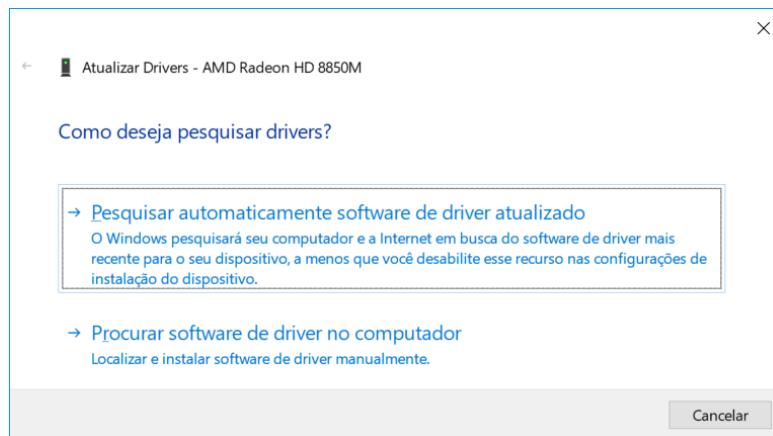 Atualizar Drivers - AMD Radeon HD 8850M
Como deseja pesquisar drivers?
Pesquisar automaticamente software de driver atualizado
O Windows pesquisará seu computador e a Internet em busca do software de driver mais
recente para o seu dispositivo, a menos que você desabilite esse recurso nas configurações de
instalação do dispositivo.
Procurar software de driver no computador
Localizar e instalar software de driver manualmente.
Cancelar